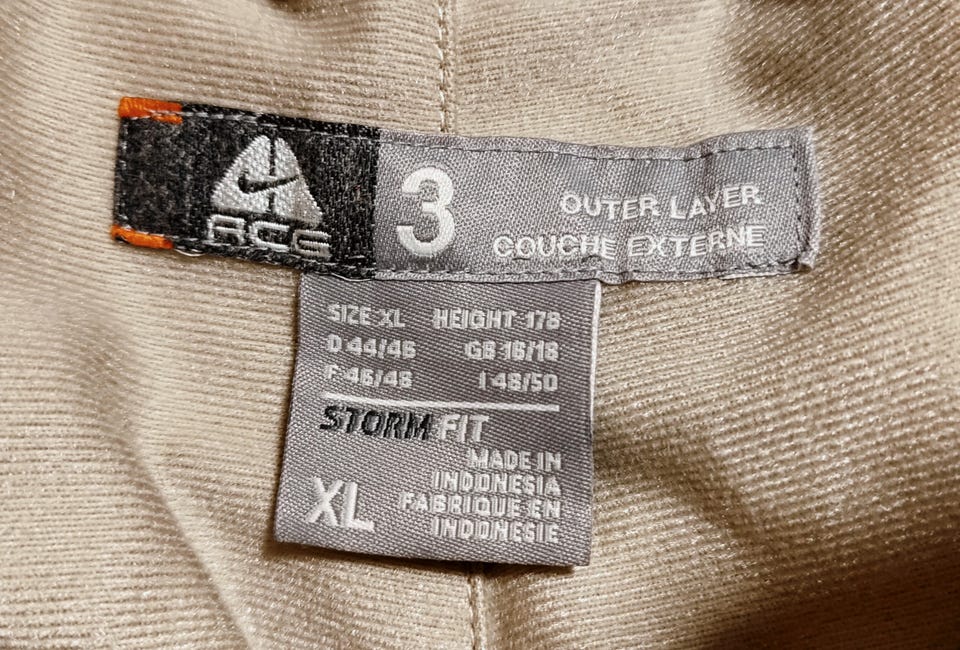 ACG
3
OUTER LAYER
COUCHE EXTERNE
SIZE XL HEIGHT 178
D 44/46 GB 16/18
F 46/48 I 48/50
STORM FIT
MADE IN
INDONESIA
FABRIQUE EN
INDONESIE
XL